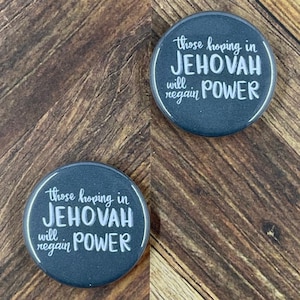 those hoping in
JEHOVAH
will regain POWER
those hoping in
JEHOVAH
will regain POWER